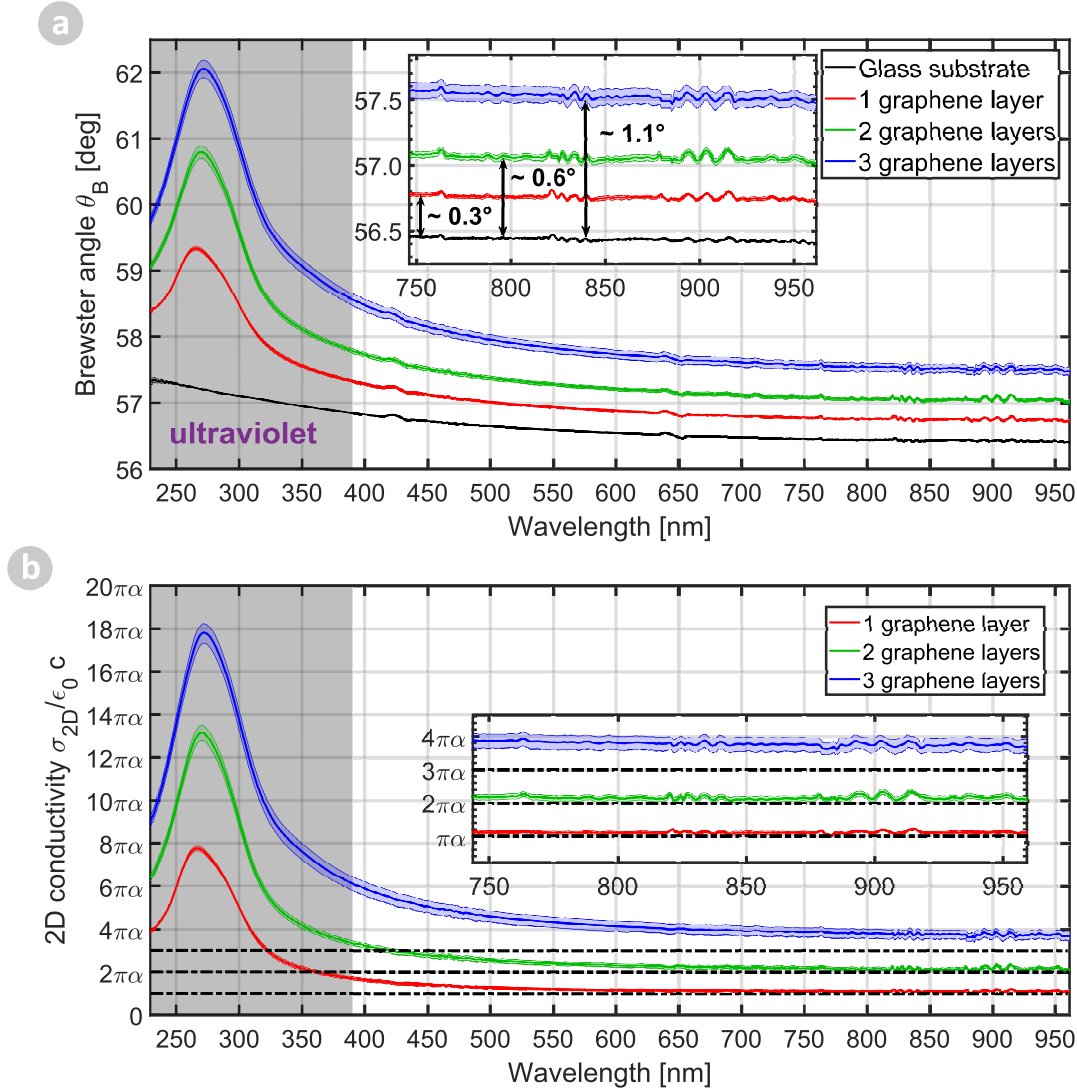 a
62
61
60
59
58
57
56
Brewster angle θ_B [deg]
ultraviolet
57.5
57.0
56.5
~ 0.3°
~ 0.6°
~ 1.1°
750 800 850 900 950
Glass substrate
1 graphene layer
2 graphene layers
3 graphene layers
250 300 350 400 450 500 550 600 650 700 750 800 850 900 950
Wavelength [nm]
b
20πα
18πα
16πα
14πα
12πα
10πα
8πα
6πα
4πα
2πα
0
2D conductivity σ_2D/ϵ_0 c
1 graphene layer
2 graphene layers
3 graphene layers
4πα
3πα
2πα
πα
750 800 850 900 950
250 300 350 400 450 500 550 600 650 700 750 800 850 900 950
Wavelength [nm]